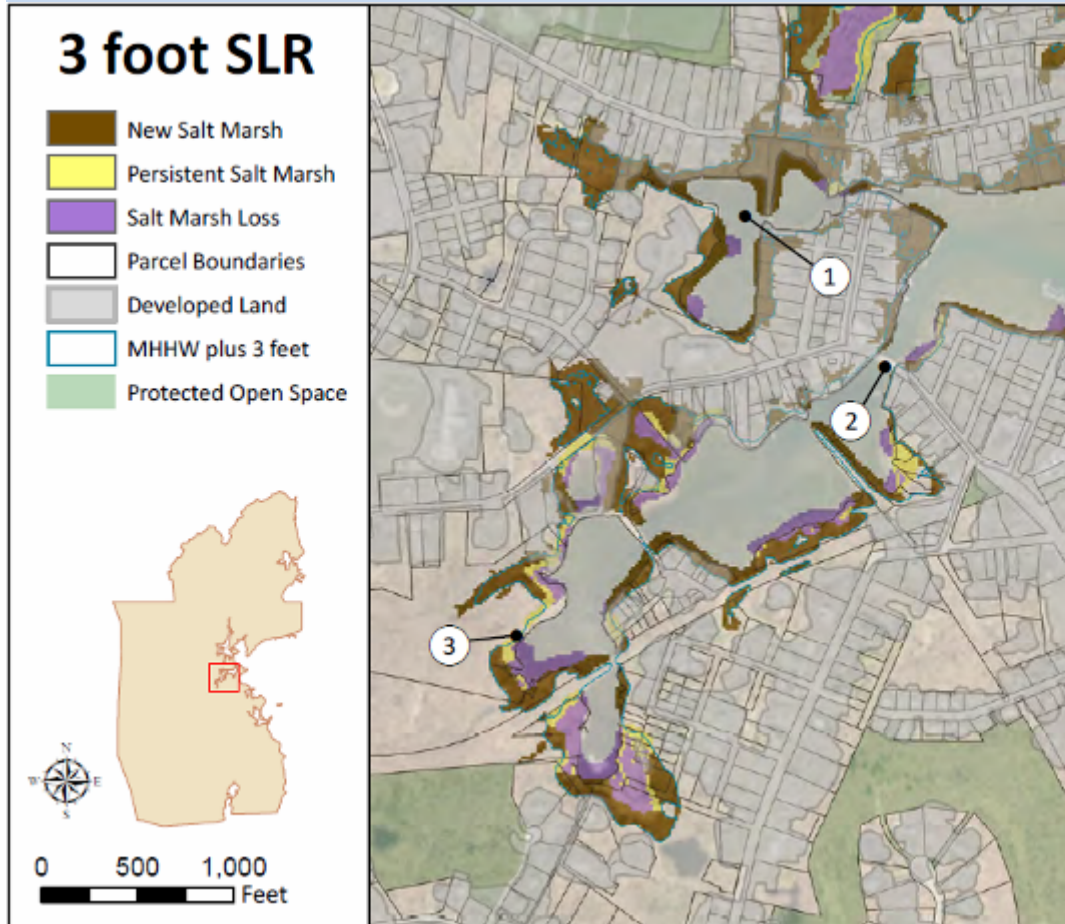 3 foot SLR
New Salt Marsh
Persistent Salt Marsh
Salt Marsh Loss
Parcel Boundaries
Developed Land
MHHW plus 3 feet
Protected Open Space
N
W E
S
0 500 1,000
Feet
1
2
3